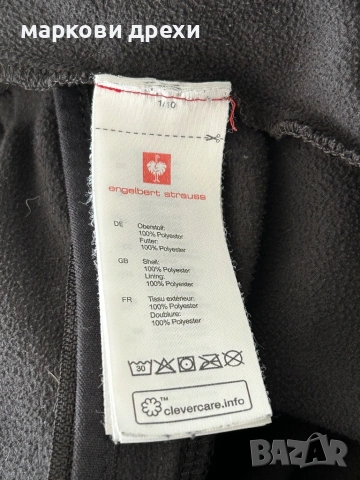 маркови дрехи
1/10
engelbert strauss
DE Oberstoff:
100% Polyester
Futter:
100% Polyester
GB Shell:
100% Polyester
Lining:
100% Polyester
FR Tissu extérieur:
100% Polyester
Doublure:
100% Polyester
30
clevercare.info
BAZAR